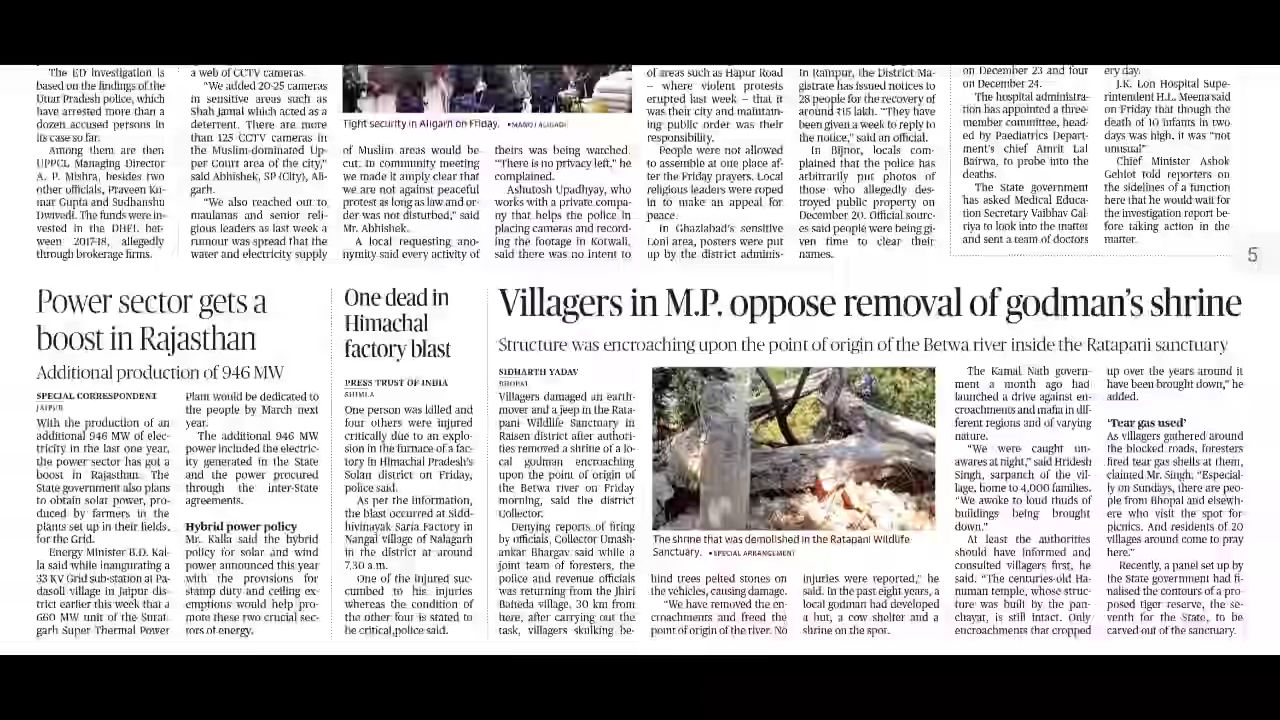 The ED investigation is
based on the findings of the
Uttar Pradesh police, which
have arrested more than a
dozen accused persons in
its case so far.
Among them are then
UPPCL Managing Director
A. P. Mishra, besides two
other officials, Praveen Ku-
mar Gupta and Sudhanshu
Dwivedi. The funds were in-
vested in the DHFL bet-
ween 2017-18, allegedly
through brokerage firms.
a web of CCTV cameras.
“We added 20-25 cameras
in sensitive areas such as
Shah Jamal which acted as a
deterrent. There are more
than 125 CCTV cameras in
the Muslim-dominated Up-
per Court area of the city,”
said Abhishek, SP (City), Ali-
garh.
“We also reached out to
maulanas and senior reli-
gious leaders as last week a
rumour was spread that the
water and electricity supply
Tight security in Aligarh on Friday. •MANOJ ALIGADI
of Muslim areas would be
cut. In community meeting
we made it amply clear that
we are not against peaceful
protest as long as law and or-
der was not disturbed,” said
Mr. Abhishek.
A local requesting ano-
nymity said every activity of
theirs was being watched.
“There is no privacy left,” he
complained.
Ashutosh Upadhyay, who
works with a private compa-
ny that helps the police in
placing cameras and record-
ing the footage in Kotwali,
said there was no intent to
of areas such as Hapur Road
– where violent protests
erupted last week – that it
was their city and maintain-
ing public order was their
responsibility.
People were not allowed
to assemble at one place af-
ter the Friday prayers. Local
religious leaders were roped
in to make an appeal for
peace.
In Ghaziabad’s sensitive
Loni area, posters were put
up by the district adminis-
In Rampur, the District Ma-
gistrate has issued notices to
28 people for the recovery of
around ₹15 lakh. “They have
been given a week to reply to
the notice,” said an official.
In Bijnor, locals com-
plained that the police has
arbitrarily put photos of
those who allegedly des-
troyed public property on
December 20. Official sourc-
es said people were being gi-
ven time to clear their
names.
on December 23 and four
on December 24.
The hospital administra-
tion has appointed a three-
member committee, head-
ed by Paediatrics Depart-
ment’s chief Amrit Lal
Bairwa, to probe into the
deaths.
The State government
has asked Medical Educa-
tion Secretary Vaibhav Gal-
riya to look into the matter
and sent a team of doctors
ery day.
J.K. Lon Hospital Supe-
rintendent H.L. Meena said
on Friday that though the
death of 10 infants in two
days was high, it was “not
unusual”
Chief Minister Ashok
Gehlot told reporters on
the sidelines of a function
here that he would wait for
the investigation report be-
fore taking action in the
matter.
5
Power sector gets a
boost in Rajasthan
Additional production of 946 MW
SPECIAL CORRESPONDENT
JAIPUR
With the production of an
additional 946 MW of elec-
tricity in the last one year,
the power sector has got a
boost in Rajasthan. The
State government also plans
to obtain solar power, pro-
duced by farmers in the
plants set up in their fields,
for the Grid.
Energy Minister B.D. Kal-
la said while inaugurating a
33 KV Grid sub-station at Pa-
dasoli village in Jaipur dis-
trict earlier this week that a
660 MW unit of the Surat-
garh Super Thermal Power
Plant would be dedicated to
the people by March next
year.
The additional 946 MW
power included the electric-
ity generated in the State
and the power procured
through the inter-State
agreements.
Hybrid power policy
Mr. Kalla said the hybrid
policy for solar and wind
power announced this year
with the provisions for
stamp duty and ceiling ex-
emptions would help pro-
mote these two crucial sec-
tors of energy.
One dead in
Himachal
factory blast
PRESS TRUST OF INDIA
SHIMLA
One person was killed and
four others were injured
critically due to an explo-
sion in the furnace of a fac-
tory in Himachal Pradesh’s
Solan district on Friday,
police said.
As per the information,
the blast occurred at Siddh-
hivinayak Saria Factory in
Nangal village of Nalagarh
in the district at around
7.30 a.m.
One of the injured suc-
cumbed to his injuries
whereas the condition of
the other four is stated to
be critical, police said.
Villagers in M.P. oppose removal of godman’s shrine
Structure was encroaching upon the point of origin of the Betwa river inside the Ratapani sanctuary
SIDHARTH YADAV
BHOPAL
Villagers damaged an earth-
mover and a jeep in the Rata-
pani Wildlife Sanctuary in
Raisen district after authori-
ties removed a shrine of a lo-
cal godman encroaching
upon the point of origin of
the Betwa river on Friday
morning, said the district
Collector.
Denying reports of firing
by officials, Collector Umash-
ankar Bhargav said while a
joint team of foresters, the
police and revenue officials
was returning from the Jhiri
Baheda village, 30 km from
here, after carrying out the
task, villagers skulking be-
The shrine that was demolished in the Ratapani Wildlife
Sanctuary. •SPECIAL ARRANGEMENT
hind trees pelted stones on
the vehicles, causing damage.
“We have removed the en-
croachments and freed the
point of origin of the river. No
injuries were reported,” he
said. In the past eight years, a
local godman had developed
a hut, a cow shelter and a
shrine on the spot.
The Kamal Nath govern-
ment a month ago had
launched a drive against en-
croachments and mafia in dif-
ferent regions and of varying
nature.
“We were caught un-
awares at night,” said Hridesh
Singh, sarpanch of the vil-
lage, home to 4,000 families.
“We awoke to loud thuds of
buildings being brought
down.”
At least the authorities
should have informed and
consulted villagers first, he
said. “The centuries-old Ha-
numan temple, whose struc-
ture was built by the pan-
chayat, is still intact. Only
encroachments that cropped
up over the years around it
have been brought down,” he
added.
‘Tear gas used’
As villagers gathered around
the blocked roads, foresters
fired tear gas shells at them,
claimed Mr. Singh. “Especial-
ly on Sundays, there are peo-
ple from Bhopal and elsewh-
ere who visit the spot for
picnics. And residents of 20
villages around come to pray
here.”
Recently, a panel set up by
the State government had fi-
nalised the contours of a pro-
posed tiger reserve, the se-
venth for the State, to be
carved out of the sanctuary.